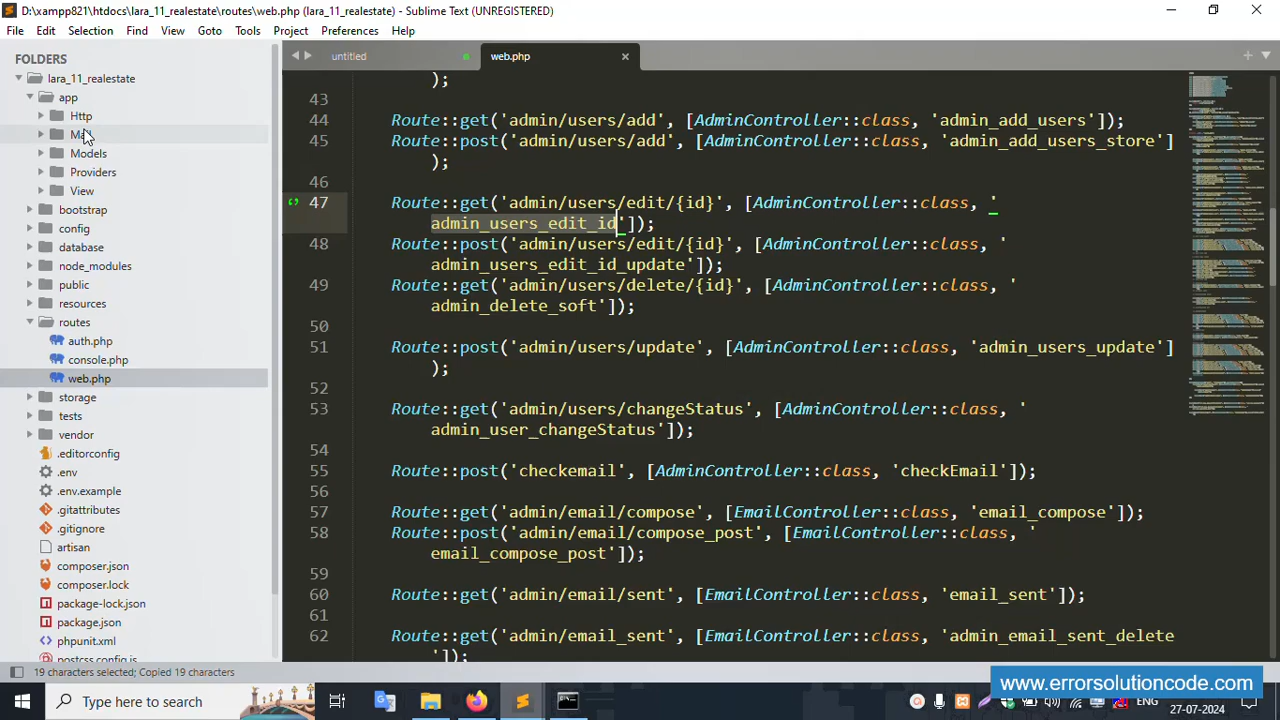 D:\xampp821\htdocs\lara_11_realestate\routes\web.php (lara_11_realestate) - Sublime Text (UNREGISTERED)
File Edit Selection Find View Goto Tools Project Preferences Help
FOLDERS
lara_11_realestate
app
Http
Models
Providers
View
bootstrap
config
database
node_modules
public
resources
routes
auth.php
console.php
web.php
storage
tests
vendor
.editorconfig
.env
.env.example
.gitattributes
.gitignore
artisan
composer.json
composer.lock
package-lock.json
package.json
phpunit.xml
postcss.config.js
untitled
web.php
);
43
44 Route::get('admin/users/add', [AdminController::class, 'admin_add_users']);
45 Route::post('admin/users/add', [AdminController::class, 'admin_add_users_store']
);
46
47 Route::get('admin/users/edit/{id}', [AdminController::class, '
admin_users_edit_id']);
48 Route::post('admin/users/edit/{id}', [AdminController::class, '
admin_users_edit_id_update']);
49 Route::get('admin/users/delete/{id}', [AdminController::class, '
admin_delete_soft']);
50
51 Route::post('admin/users/update', [AdminController::class, 'admin_users_update']
);
52
53 Route::get('admin/users/changeStatus', [AdminController::class, '
admin_user_changeStatus']);
54
55 Route::post('checkemail', [AdminController::class, 'checkEmail']);
56
57 Route::get('admin/email/compose', [EmailController::class, 'email_compose']);
58 Route::post('admin/email/compose_post', [EmailController::class, '
email_compose_post']);
59
60 Route::get('admin/email/sent', [EmailController::class, 'email_sent']);
61
62 Route::get('admin/email_sent', [EmailController::class, 'admin_email_sent_delete
']);
19 characters selected; Copied 19 characters
www.errorsolutioncode.com
Type here to search
ENG
27-07-2024